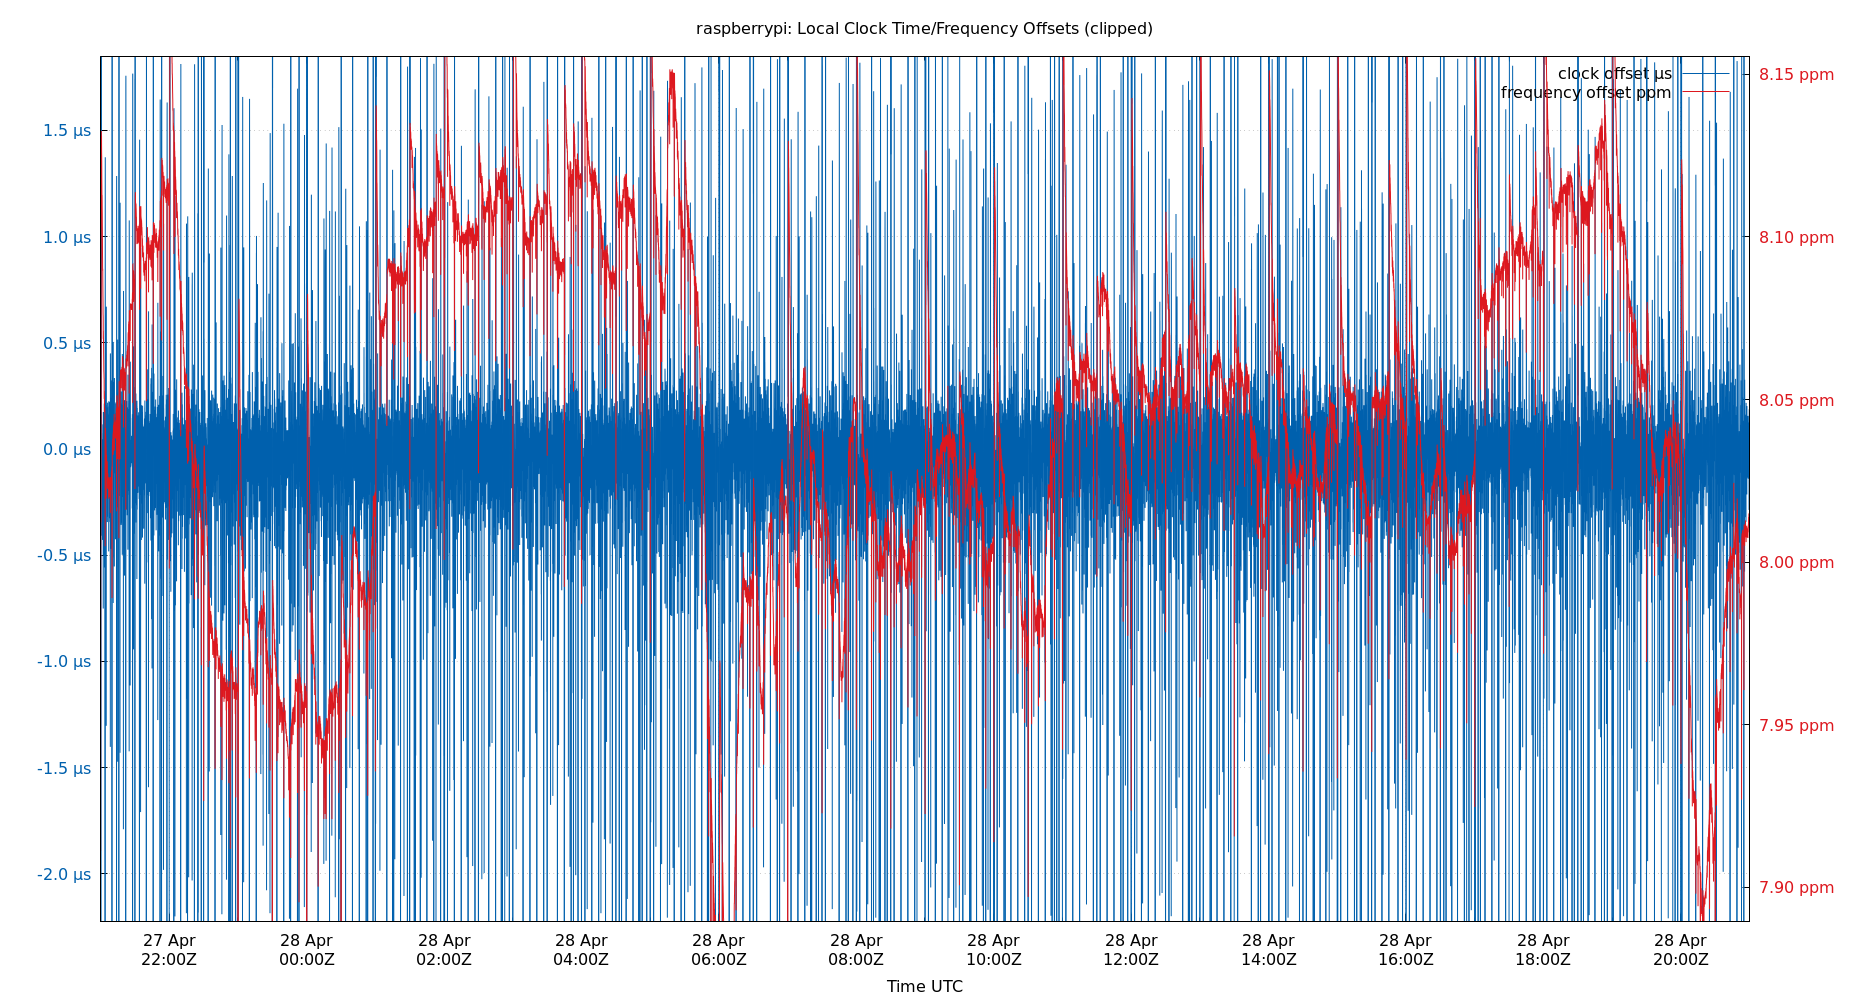 raspberrypi: Local Clock Time/Frequency Offsets (clipped)
clock offset µs
frequency offset ppm
1.5 µs
1.0 µs
0.5 µs
0.0 µs
-0.5 µs
-1.0 µs
-1.5 µs
-2.0 µs
8.15 ppm
8.10 ppm
8.05 ppm
8.00 ppm
7.95 ppm
7.90 ppm
27 Apr 28 Apr 28 Apr 28 Apr 28 Apr 28 Apr 28 Apr 28 Apr 28 Apr 28 Apr 28 Apr 28 Apr
22:00Z 00:00Z 02:00Z 04:00Z 06:00Z 08:00Z 10:00Z 12:00Z 14:00Z 16:00Z 18:00Z 20:00Z
Time UTC